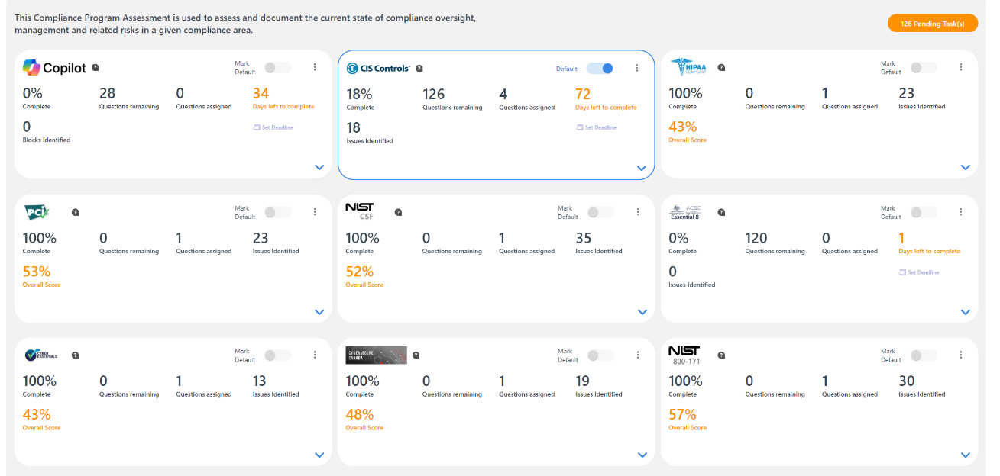 This Compliance Program Assessment is used to assess and document the current state of compliance oversight,
management and related risks in a given compliance area.
126 Pending Task(s)
Copilot ?
Mark
Default
0%
Complete
28
Questions remaining
0
Questions assigned
34
Days left to complete
0
Blocks Identified
Set Deadline
CIS Controls ?
Default
18%
Complete
126
Questions remaining
4
Questions assigned
72
Days left to complete
18
Issues Identified
Set Deadline
HIPAA
COMPLIANT
?
Mark
Default
100%
Complete
0
Questions remaining
1
Questions assigned
23
Issues Identified
43%
Overall Score
PCI ?
Mark
Default
100%
Complete
0
Questions remaining
1
Questions assigned
23
Issues Identified
53%
Overall Score
NIST
CSF
?
Mark
Default
100%
Complete
0
Questions remaining
1
Questions assigned
35
Issues Identified
52%
Overall Score
ACSC
Essential 8
?
Mark
Default
0%
Complete
120
Questions remaining
0
Questions assigned
1
Days left to complete
0
Issues Identified
Set Deadline
CYBER
ESSENTIALS
?
Mark
Default
100%
Complete
0
Questions remaining
1
Questions assigned
13
Issues Identified
43%
Overall Score
CYBERSECURE
CANADA
?
Mark
Default
100%
Complete
0
Questions remaining
1
Questions assigned
19
Issues Identified
48%
Overall Score
NIST
800-171
?
Mark
Default
100%
Complete
0
Questions remaining
1
Questions assigned
30
Issues Identified
57%
Overall Score